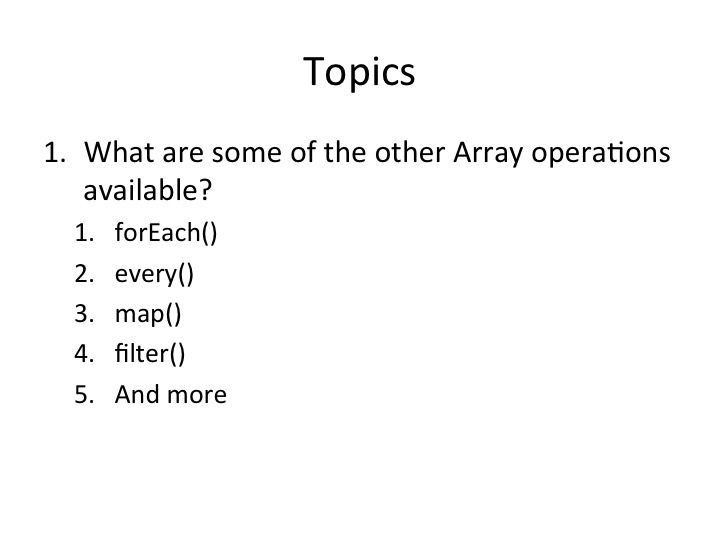 Topics
1. What are some of the other Array operations
available?
1. forEach()
2. every()
3. map()
4. filter()
5. And more